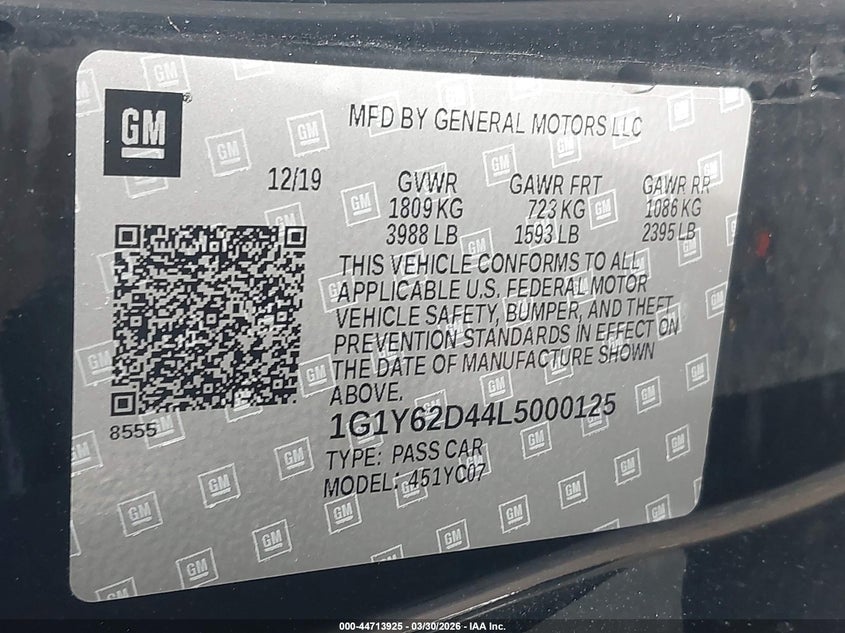 GM
MFD BY GENERAL MOTORS LLC
12/19 GVWR GAWR FRT GAWR RR
1809 KG 723 KG 1086 KG
3988 LB 1593 LB 2395 LB
THIS VEHICLE CONFORMS TO ALL
APPLICABLE U.S. FEDERAL MOTOR
VEHICLE SAFETY, BUMPER, AND THEFT
PREVENTION STANDARDS IN EFFECT ON
THE DATE OF MANUFACTURE SHOWN
ABOVE.
8555
1G1Y62D44L5000125
TYPE: PASS CAR
MODEL: 451YC07
000-44713925 - 03/30/2026 - IAA Inc.